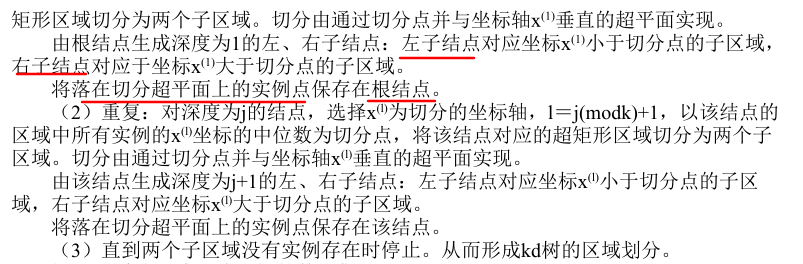 矩形区域切分为两个子区域。切分由通过切分点并与坐标轴x⁽¹⁾垂直的超平面实现。
由根结点生成深度为1的左、右子结点：左子结点对应坐标x⁽¹⁾小于切分点的子区域，
右子结点对应于坐标x⁽¹⁾大于切分点的子区域。
将落在切分超平面上的实例点保存在根结点。
（2）重复：对深度为j的结点，选择x⁽ˡ⁾为切分的坐标轴，l＝j(modk)+1，以该结点的
区域中所有实例的x⁽ˡ⁾坐标的中位数为切分点，将该结点对应的超矩形区域切分为两个子
区域。切分由通过切分点并与坐标轴x⁽ˡ⁾垂直的超平面实现。
由该结点生成深度为j+1的左、右子结点：左子结点对应坐标x⁽ˡ⁾小于切分点的子区
域，右子结点对应坐标x⁽ˡ⁾大于切分点的子区域。
将落在切分超平面上的实例点保存在该结点。
（3）直到两个子区域没有实例存在时停止。从而形成kd树的区域划分。